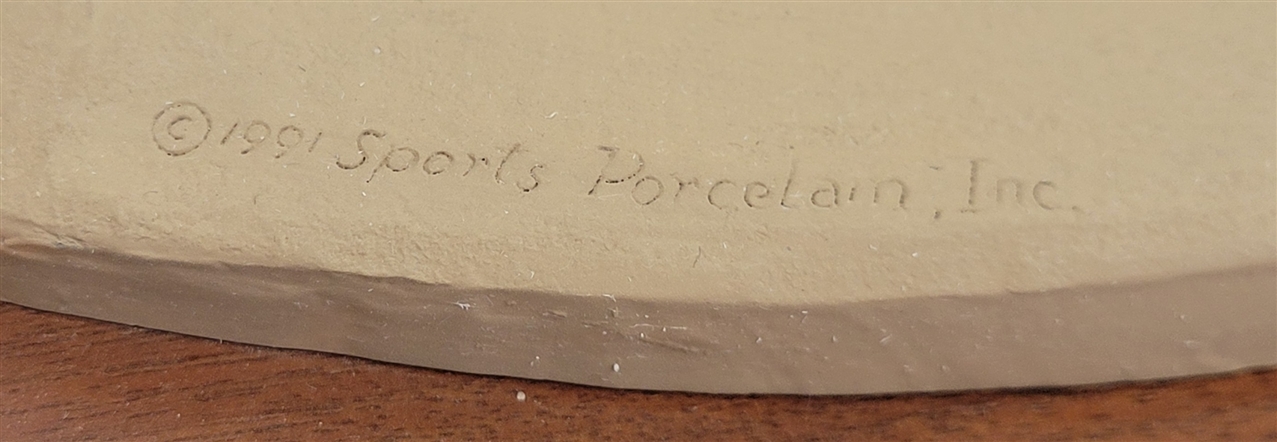 ©1991 Sports Porcelain, Inc.